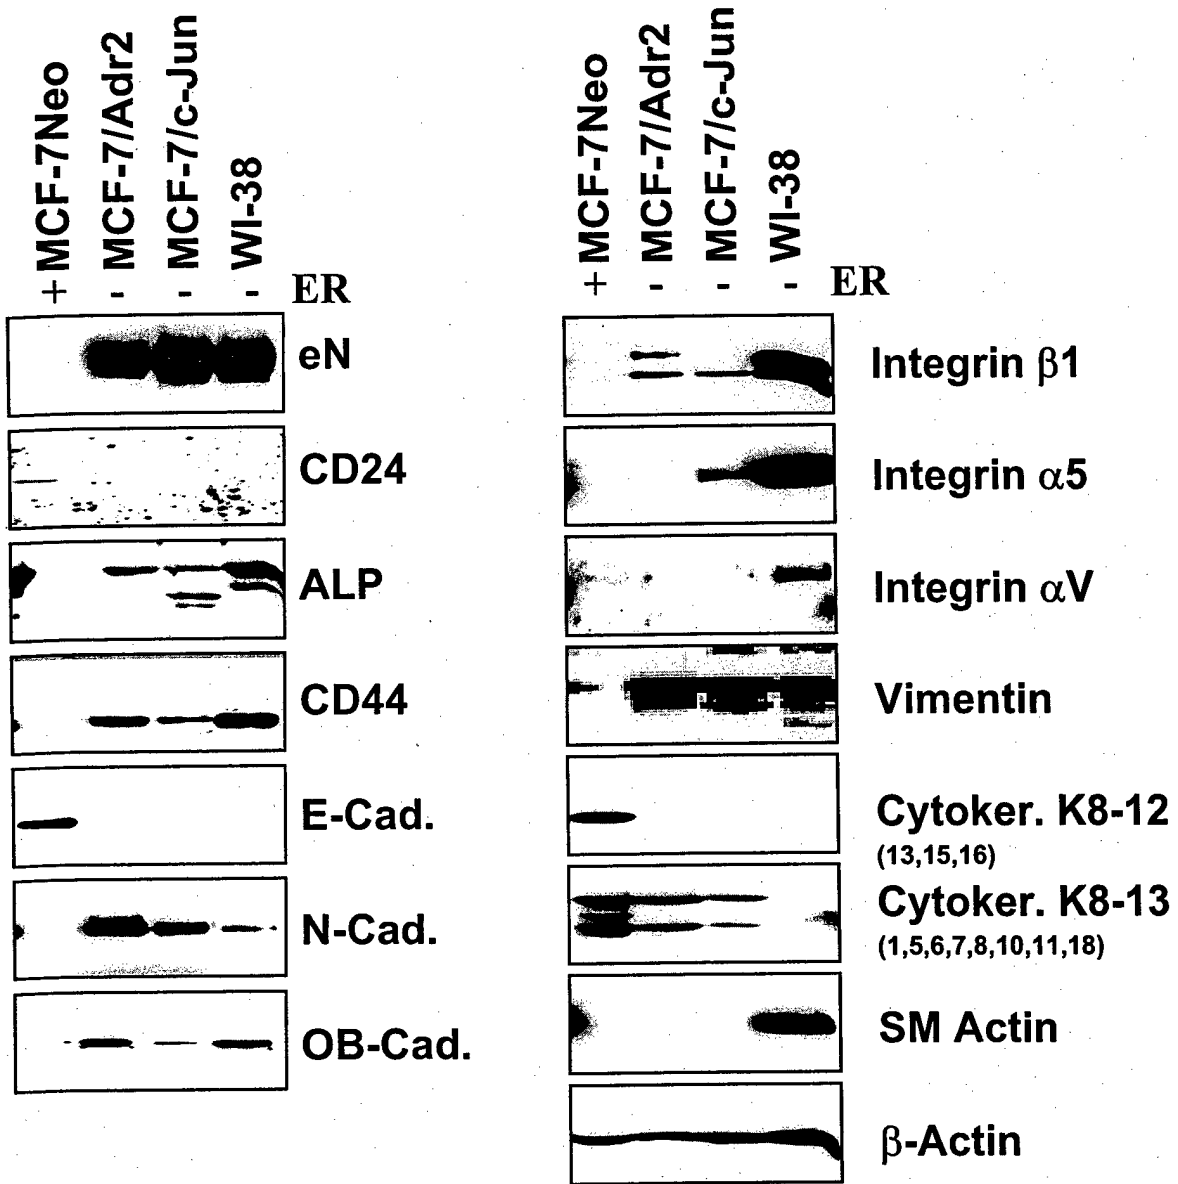 MCF-7Neo
MCF-7/Adr2
MCF-7/c-Jun
WI-38
+ - - - ER
eN
CD24
ALP
CD44
E-Cad.
N-Cad.
OB-Cad.
MCF-7Neo
MCF-7/Adr2
MCF-7/c-Jun
WI-38
+ - - - ER
Integrin β1
Integrin α5
Integrin αV
Vimentin
Cytoker. K8-12
(13,15,16)
Cytoker. K8-13
(1,5,6,7,8,10,11,18)
SM Actin
β-Actin